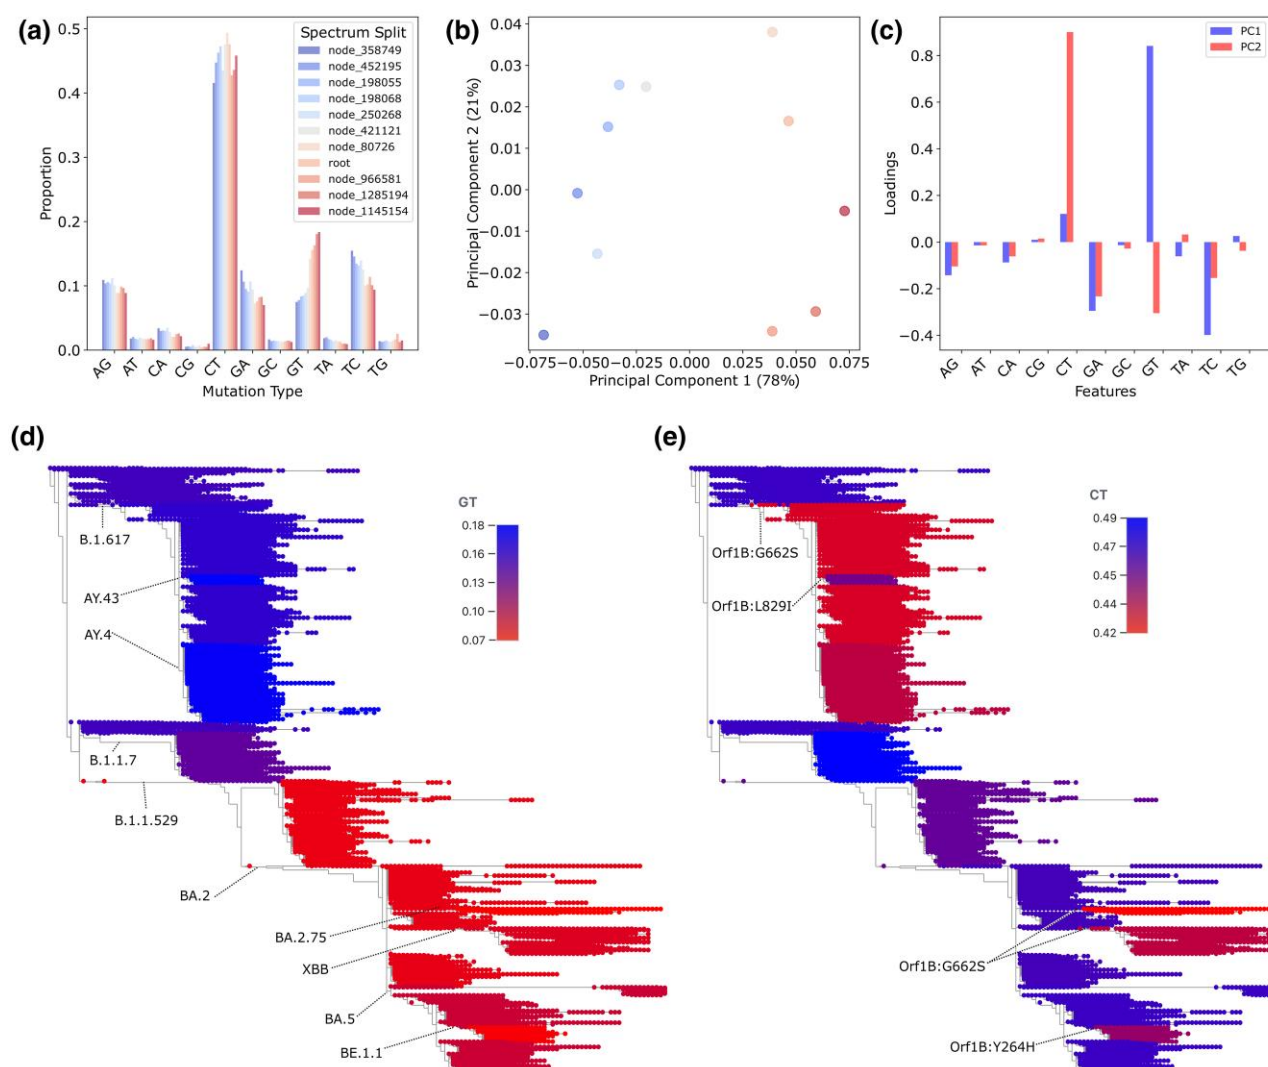 (a)
0.5
0.4
0.3
0.2
0.1
0.0
Proportion
Spectrum Split
node_358749
node_452195
node_198055
node_198068
node_250268
node_421121
node_80726
root
node_966581
node_1285194
node_1145154
AG
AT
CA
CG
CT
GA
GC
GT
TA
TC
TG
Mutation Type
(b)
0.04
0.03
0.02
0.01
0.00
−0.01
−0.02
−0.03
Principal Component 2 (21%)
−0.075
−0.050
−0.025
0.000
0.025
0.050
0.075
Principal Component 1 (78%)
(c)
PC1
PC2
0.8
0.6
0.4
0.2
0.0
−0.2
−0.4
Loadings
AG
AT
CA
CG
CT
GA
GC
GT
TA
TC
TG
Features
(d)
GT
0.18
0.16
0.13
0.10
0.07
B.1.617
AY.43
AY.4
B.1.1.7
B.1.1.529
BA.2
BA.2.75
XBB
BA.5
BE.1.1
(e)
CT
0.49
0.47
0.45
0.44
0.42
Orf1B:G662S
Orf1B:L829I
Orf1B:G662S
Orf1B:Y264H